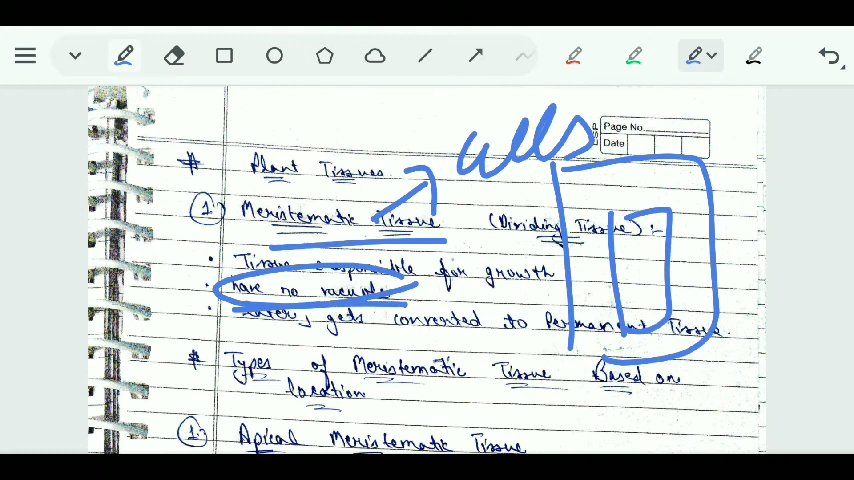 cells
Page No.
Date
* Plant Tissues
① Meristematic Tissue (Dividing Tissue) :-
• Tissue responsible for growth
• have no vacuole
• Later, gets converted to Permanent Tissue.
* Types of Meristematic Tissue Based on
location
1. Apical Meristematic Tissue